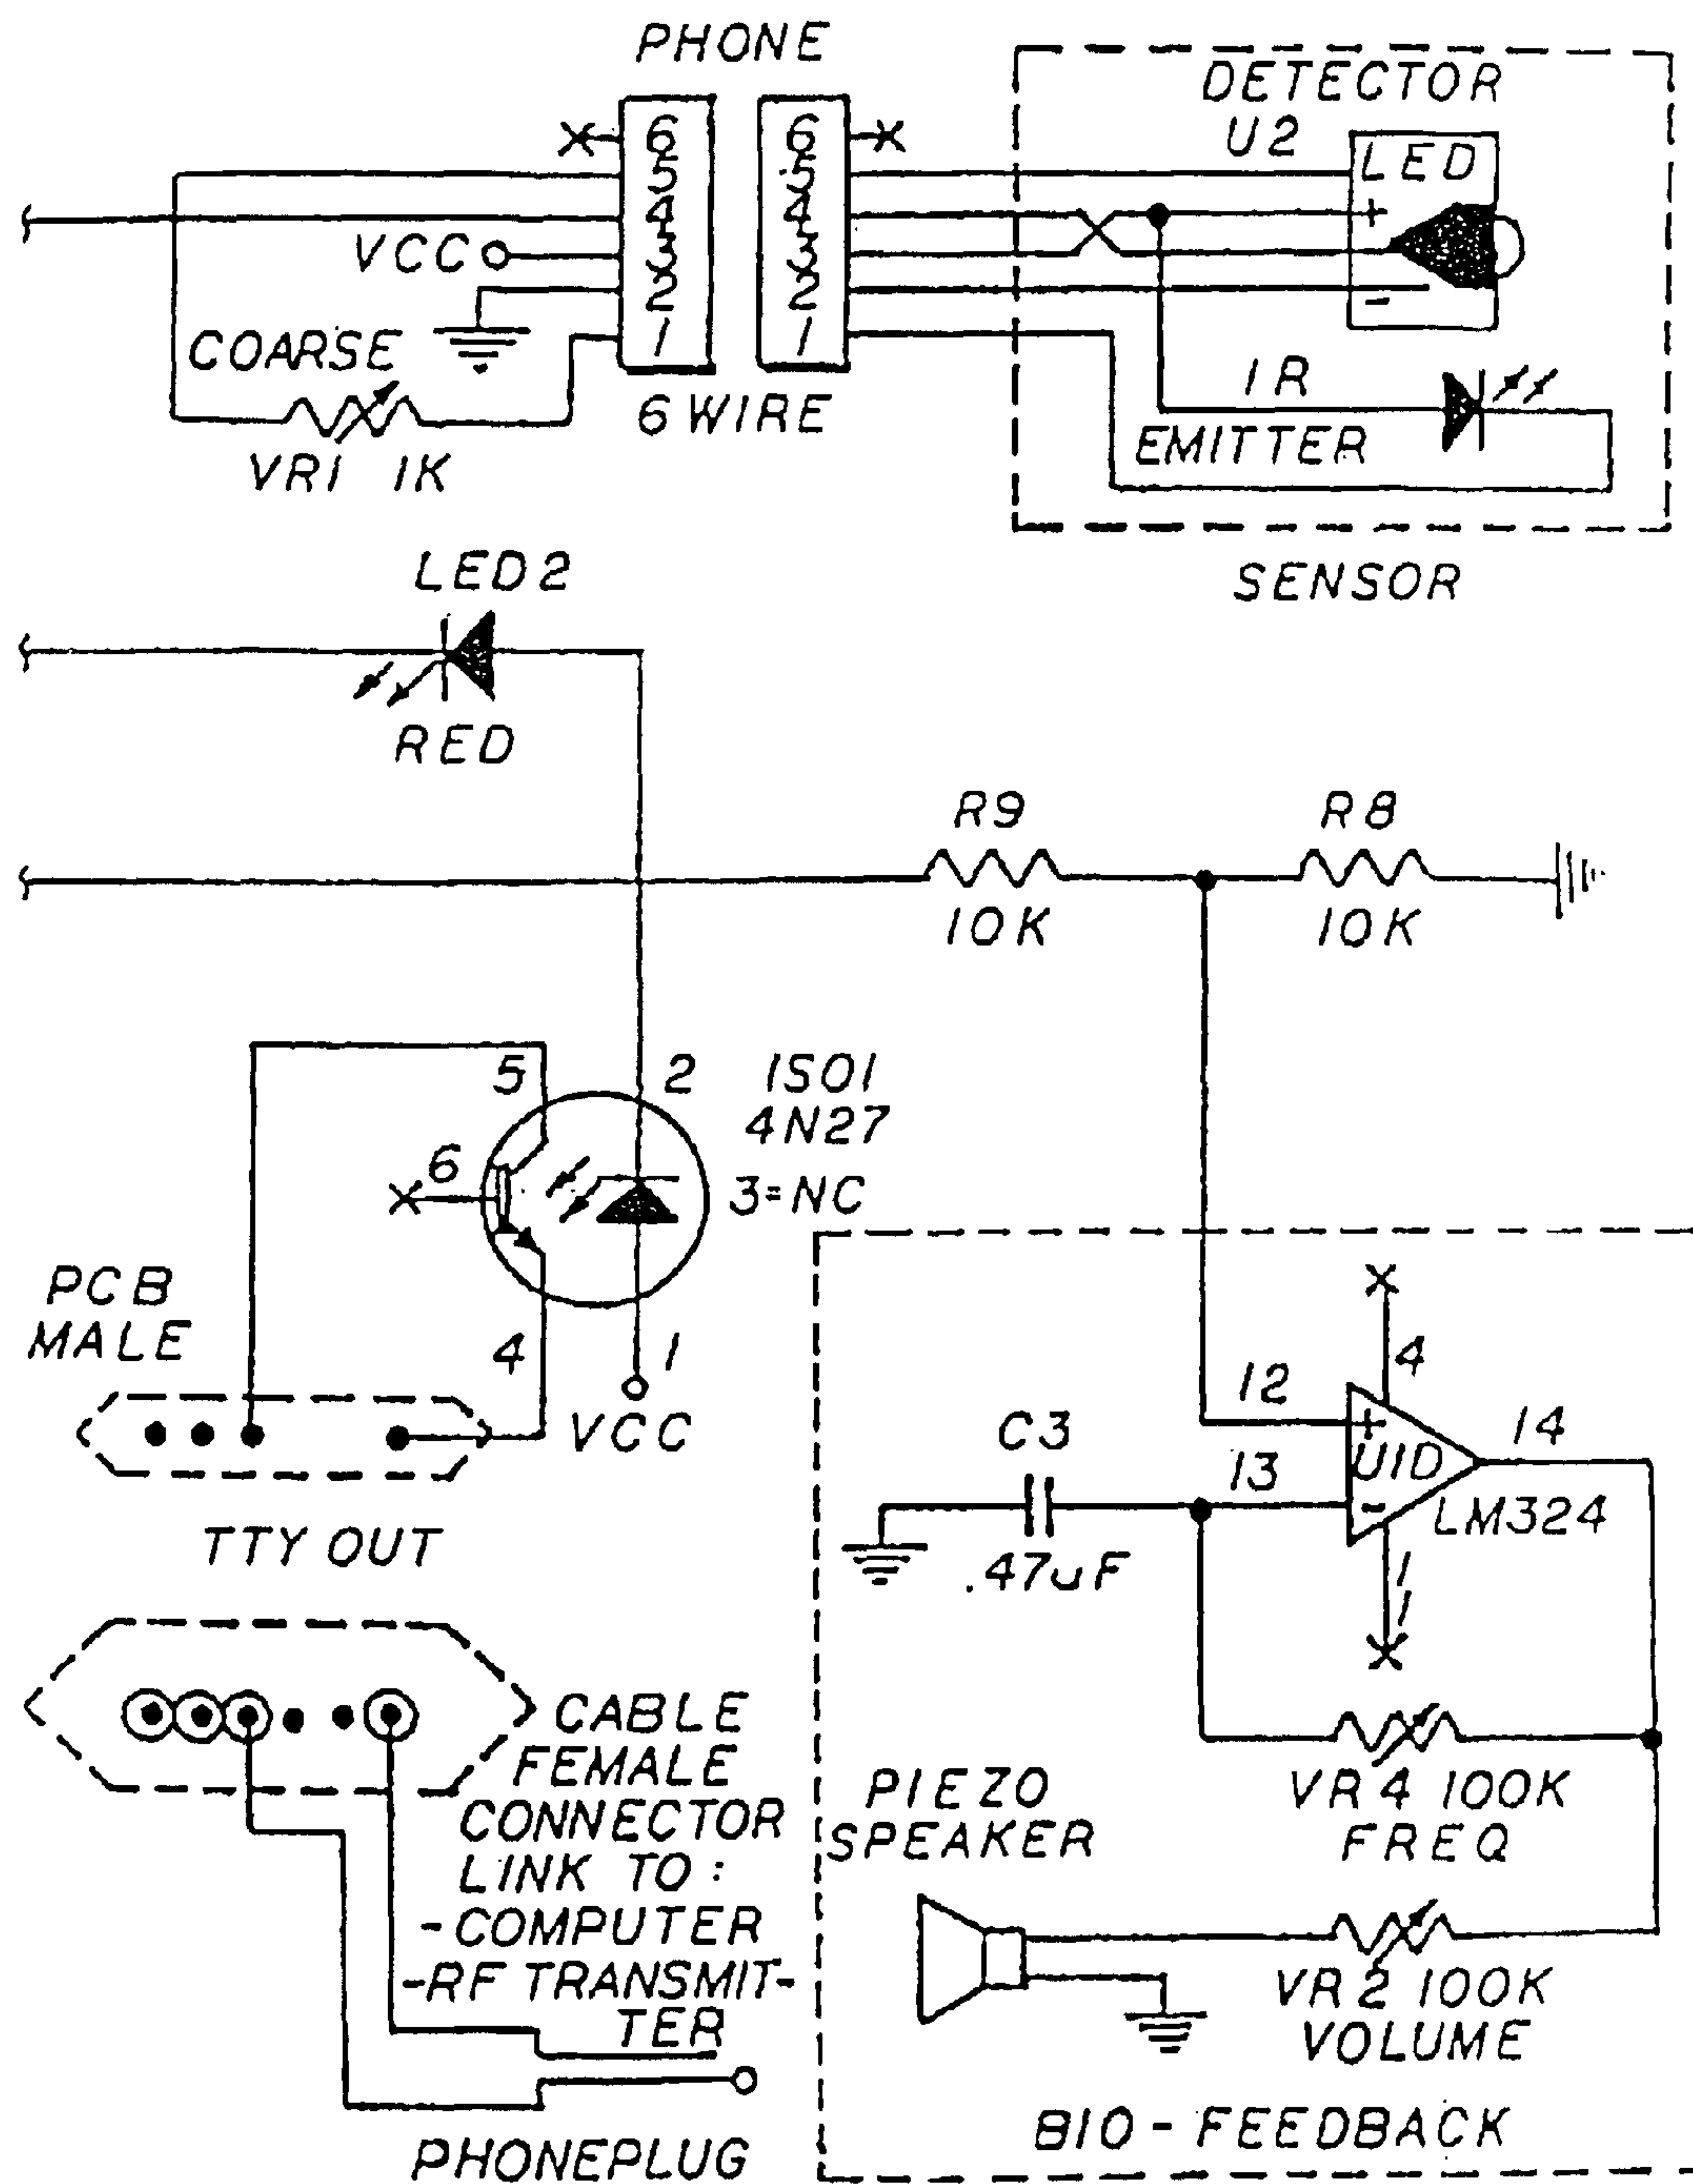 PHONE
6
5
4
3
2
1
6
5
4
3
2
1
VCC
COARSE
VR1 1K
6 WIRE
DETECTOR
U2
LED
+
-
IR
EMITTER
SENSOR
LED2
RED
R9
10K
R8
10K
5
2
ISO1
4N27
6
3=NC
4
1
VCC
PCB
MALE
TTY OUT
CABLE
FEMALE
CONNECTOR
LINK TO:
-COMPUTER
-RF TRANSMIT-
TER
PHONEPLUG
4
12
+
U1D
14
C3
13
-
LM324
.47uF
11
VR4 100K
FREQ
PIEZO
SPEAKER
VR2 100K
VOLUME
BIO-FEEDBACK